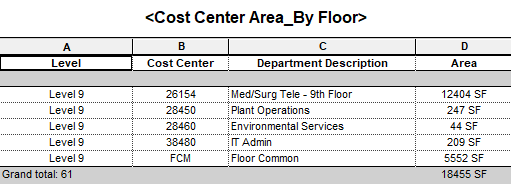 <Cost Center Area_By Floor>
A B C D
Level Cost Center Department Description Area
Level 9 26154 Med/Surg Tele - 9th Floor 12404 SF
Level 9 28450 Plant Operations 247 SF
Level 9 28460 Environmental Services 44 SF
Level 9 38480 IT Admin 209 SF
Level 9 FCM Floor Common 5552 SF
Grand total: 61 18455 SF